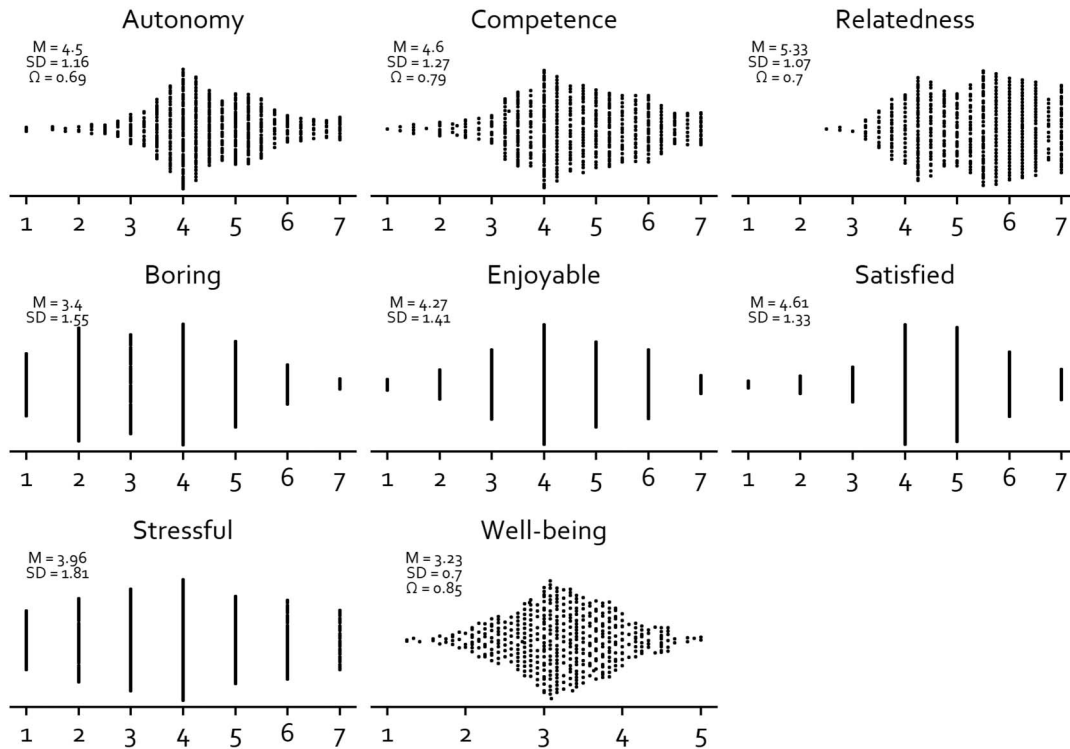 Autonomy
M = 4.5
SD = 1.16
Ω = 0.69
1 2 3 4 5 6 7
Competence
M = 4.6
SD = 1.27
Ω = 0.79
1 2 3 4 5 6 7
Relatedness
M = 5.33
SD = 1.07
Ω = 0.7
1 2 3 4 5 6 7
Boring
M = 3.4
SD = 1.55
1 2 3 4 5 6 7
Enjoyable
M = 4.27
SD = 1.41
1 2 3 4 5 6 7
Satisfied
M = 4.61
SD = 1.33
1 2 3 4 5 6 7
Stressful
M = 3.96
SD = 1.81
1 2 3 4 5 6 7
Well-being
M = 3.23
SD = 0.7
Ω = 0.85
1 2 3 4 5